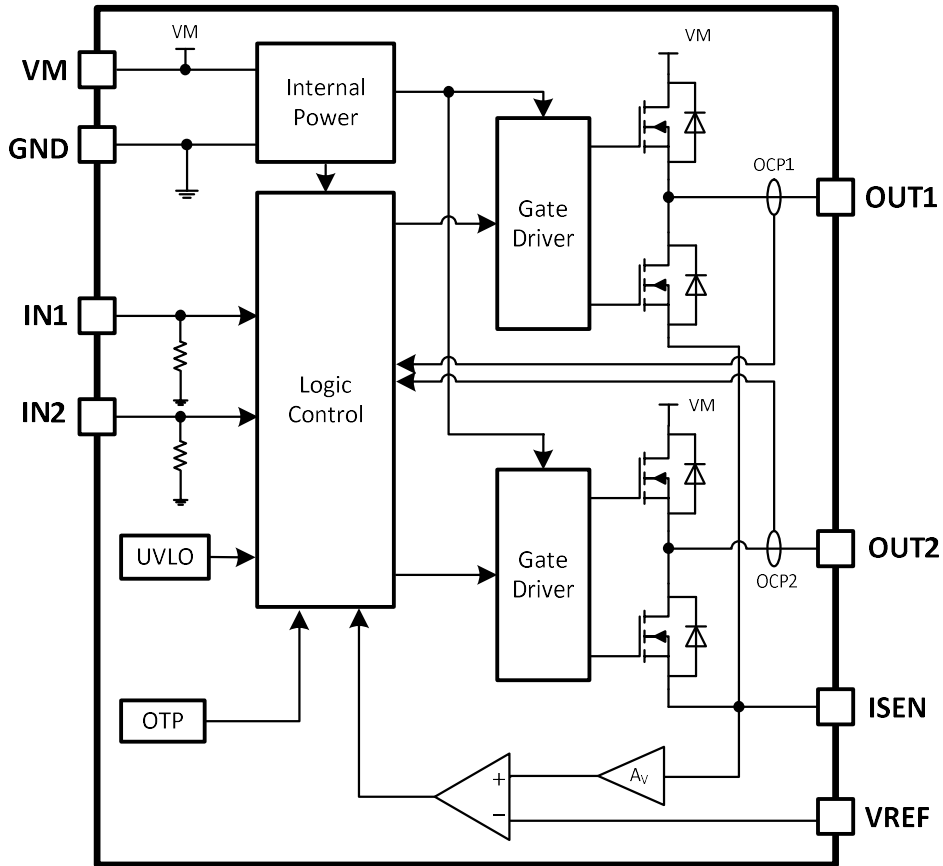 VM
VM
Internal
Power
GND
VM
Gate
Driver
OCP1
OUT1
IN1
IN2
Logic
Control
VM
UVLO
Gate
Driver
OUT2
OCP2
OTP
ISEN
AV
+
−
VREF